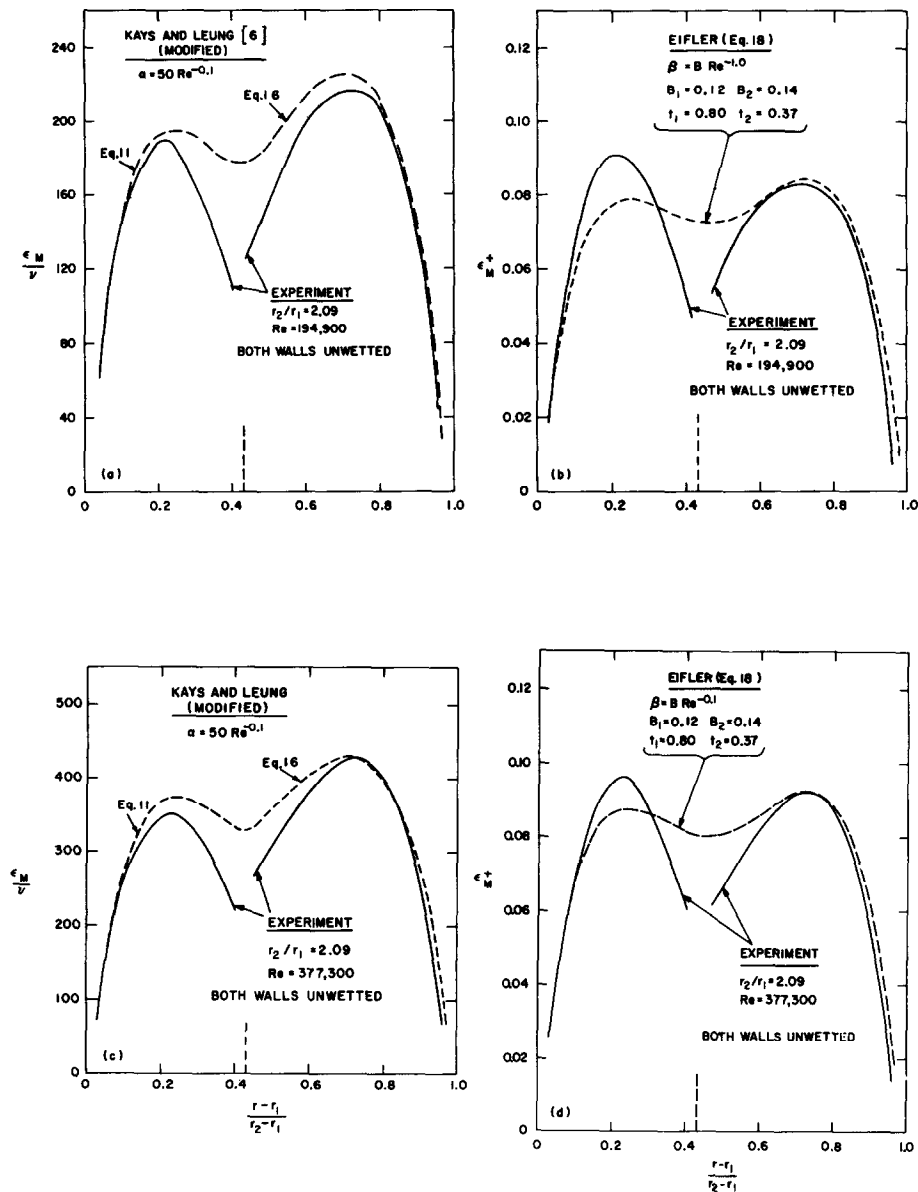 KAYS AND LEUNG [6]
(MODIFIED)
α = 50 Re^-0.1
Eq.16
Eq.11
EXPERIMENT
r2/r1 = 2.09
Re = 194,900
BOTH WALLS UNWETTED
240
200
160
εM/ν
120
80
40
0
(a)
0 0.2 0.4 0.6 0.8 1.0
EIFLER (Eq.18)
β = B Re^-1.0
B1 = 0.12 B2 = 0.14
t1 = 0.80 t2 = 0.37
EXPERIMENT
r2/r1 = 2.09
Re = 194,900
BOTH WALLS UNWETTED
0.12
0.10
0.08
εM+
0.06
0.04
0.02
0
(b)
0 0.2 0.4 0.6 0.8 1.0
KAYS AND LEUNG
(MODIFIED)
α = 50 Re^-0.1
Eq.16
Eq.11
EXPERIMENT
r2/r1 = 2.09
Re = 377,300
BOTH WALLS UNWETTED
500
400
300
εM/ν
200
100
0
(c)
0 0.2 0.4 0.6 0.8 1.0
r-r1
r2-r1
EIFLER (Eq.18)
β = B Re^-0.1
B1 = 0.12 B2 = 0.14
t1 = 0.80 t2 = 0.37
EXPERIMENT
r2/r1 = 2.09
Re = 377,300
BOTH WALLS UNWETTED
0.12
0.10
0.08
εM+
0.06
0.04
0.02
0
(d)
0 0.2 0.4 0.6 0.8 1.0
r-r1
r2-r1